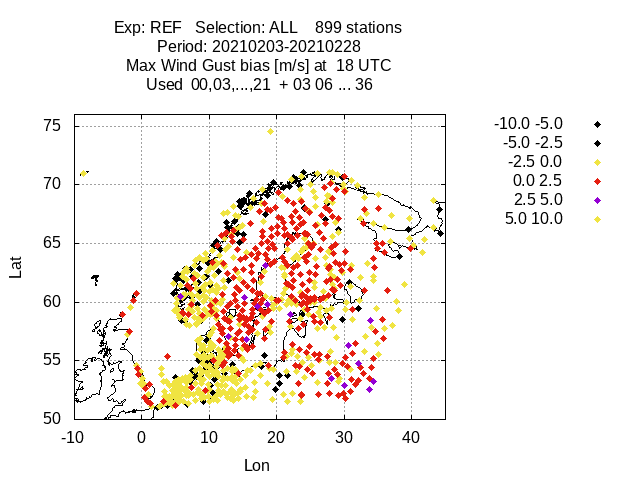 Exp: REF Selection: ALL 899 stations
Period: 20210203-20210228
Max Wind Gust bias [m/s] at 18 UTC
Used 00,03,...,21 + 03 06 ... 36
-10.0 -5.0
-5.0 -2.5
-2.5 0.0
0.0 2.5
2.5 5.0
5.0 10.0
75
70
65
60
55
50
Lat
-10 0 10 20 30 40
Lon